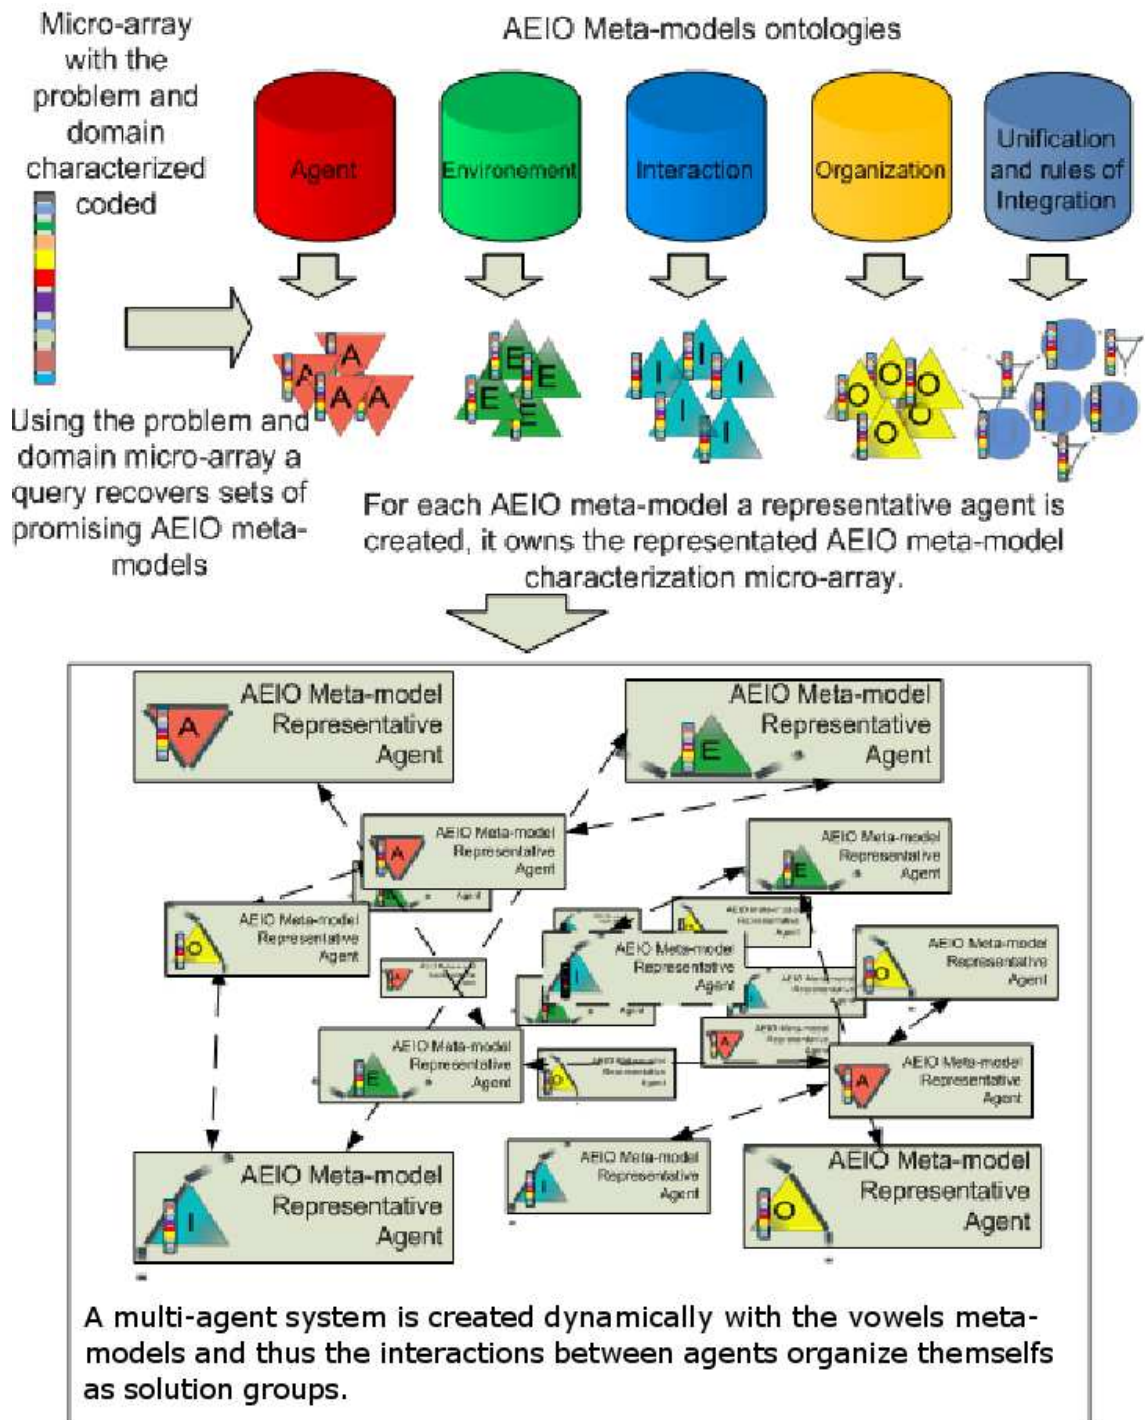 Micro-array
with the
problem and
domain
characterized
coded
AEIO Meta-models ontologies
Agent
Environement
Interaction
Organization
Unification
and rules of
Integration
A
A
A
A
E
E
E
E
I
I
I
I
I
O
O
O
O
O
Using the problem and
domain micro-array a
query recovers sets of
promising AEIO meta-
models
For each AEIO meta-model a representative agent is
created, it owns the representated AEIO meta-model
characterization micro-array.
A
AEIO Meta-model
Representative
Agent
E
AEIO Meta-model
Representative
Agent
A
AEIO Meta-model
Representative
Agent
Agent
E
AEIO Meta-model
Representative
Agent
O
AEIO Meta-model
Representative
Agent
I
AEIO Meta-model
Representative
Agent
O
AEIO Meta-model
Representative
Agent
E
AEIO Meta-model
Representative
Agent
O
A
AEIO Meta-model
Representative
Agent
A
AEIO Meta-model
Representative
Agent
I
AEIO Meta-model
Representative
Agent
I
AEIO Meta-model
Representative
Agent
O
AEIO Meta-model
Representative
Agent
A multi-agent system is created dynamically with the vowels meta-
models and thus the interactions between agents organize themselfs
as solution groups.